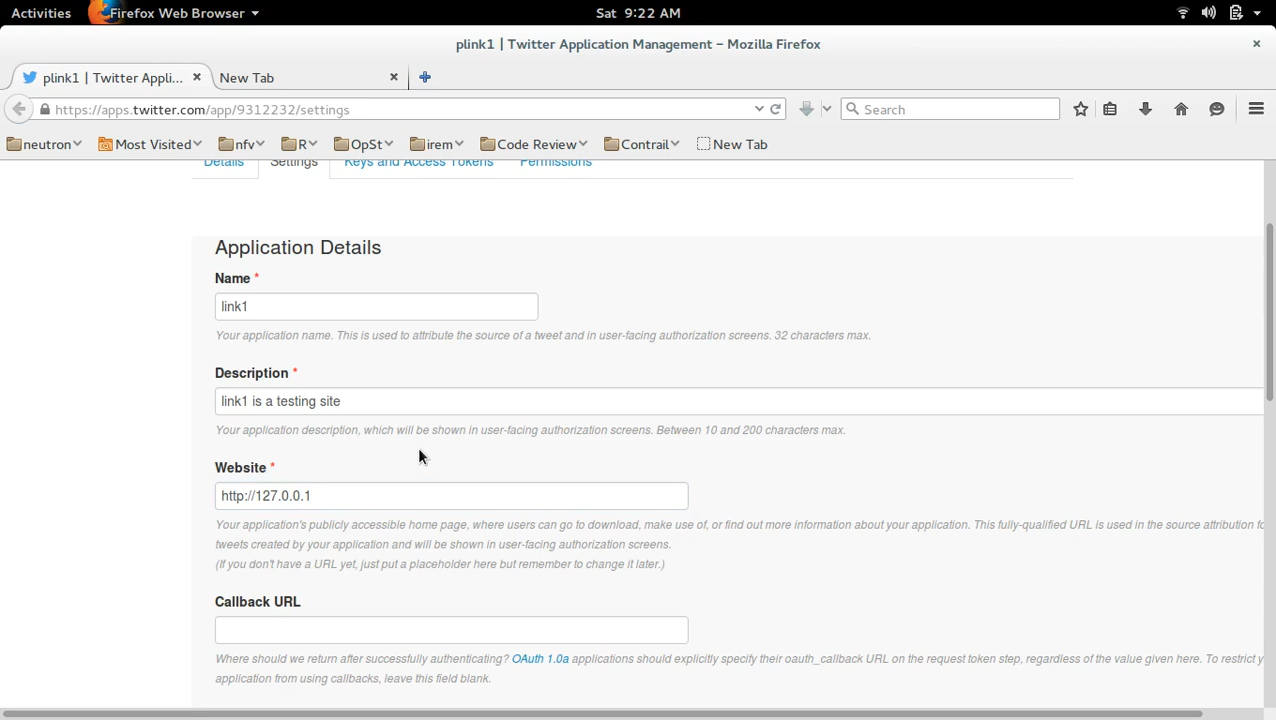 Activities Firefox Web Browser Sat 9:22 AM
plink1 | Twitter Application Management – Mozilla Firefox
plink1 | Twitter Appli... New Tab
https://apps.twitter.com/app/9312232/settings Search
neutron Most Visited nfv R OpSt irem Code Review Contrail New Tab
Details Settings Keys and Access Tokens Permissions
Application Details
Name *
link1
Your application name. This is used to attribute the source of a tweet and in user-facing authorization screens. 32 characters max.
Description *
link1 is a testing site
Your application description, which will be shown in user-facing authorization screens. Between 10 and 200 characters max.
Website *
http://127.0.0.1
Your application's publicly accessible home page, where users can go to download, make use of, or find out more information about your application. This fully-qualified URL is used in the source attribution
tweets created by your application and will be shown in user-facing authorization screens.
(If you don't have a URL yet, just put a placeholder here but remember to change it later.)
Callback URL
Where should we return after successfully authenticating? OAuth 1.0a applications should explicitly specify their oauth_callback URL on the request token step, regardless of the value given here. To restrict
application from using callbacks, leave this field blank.